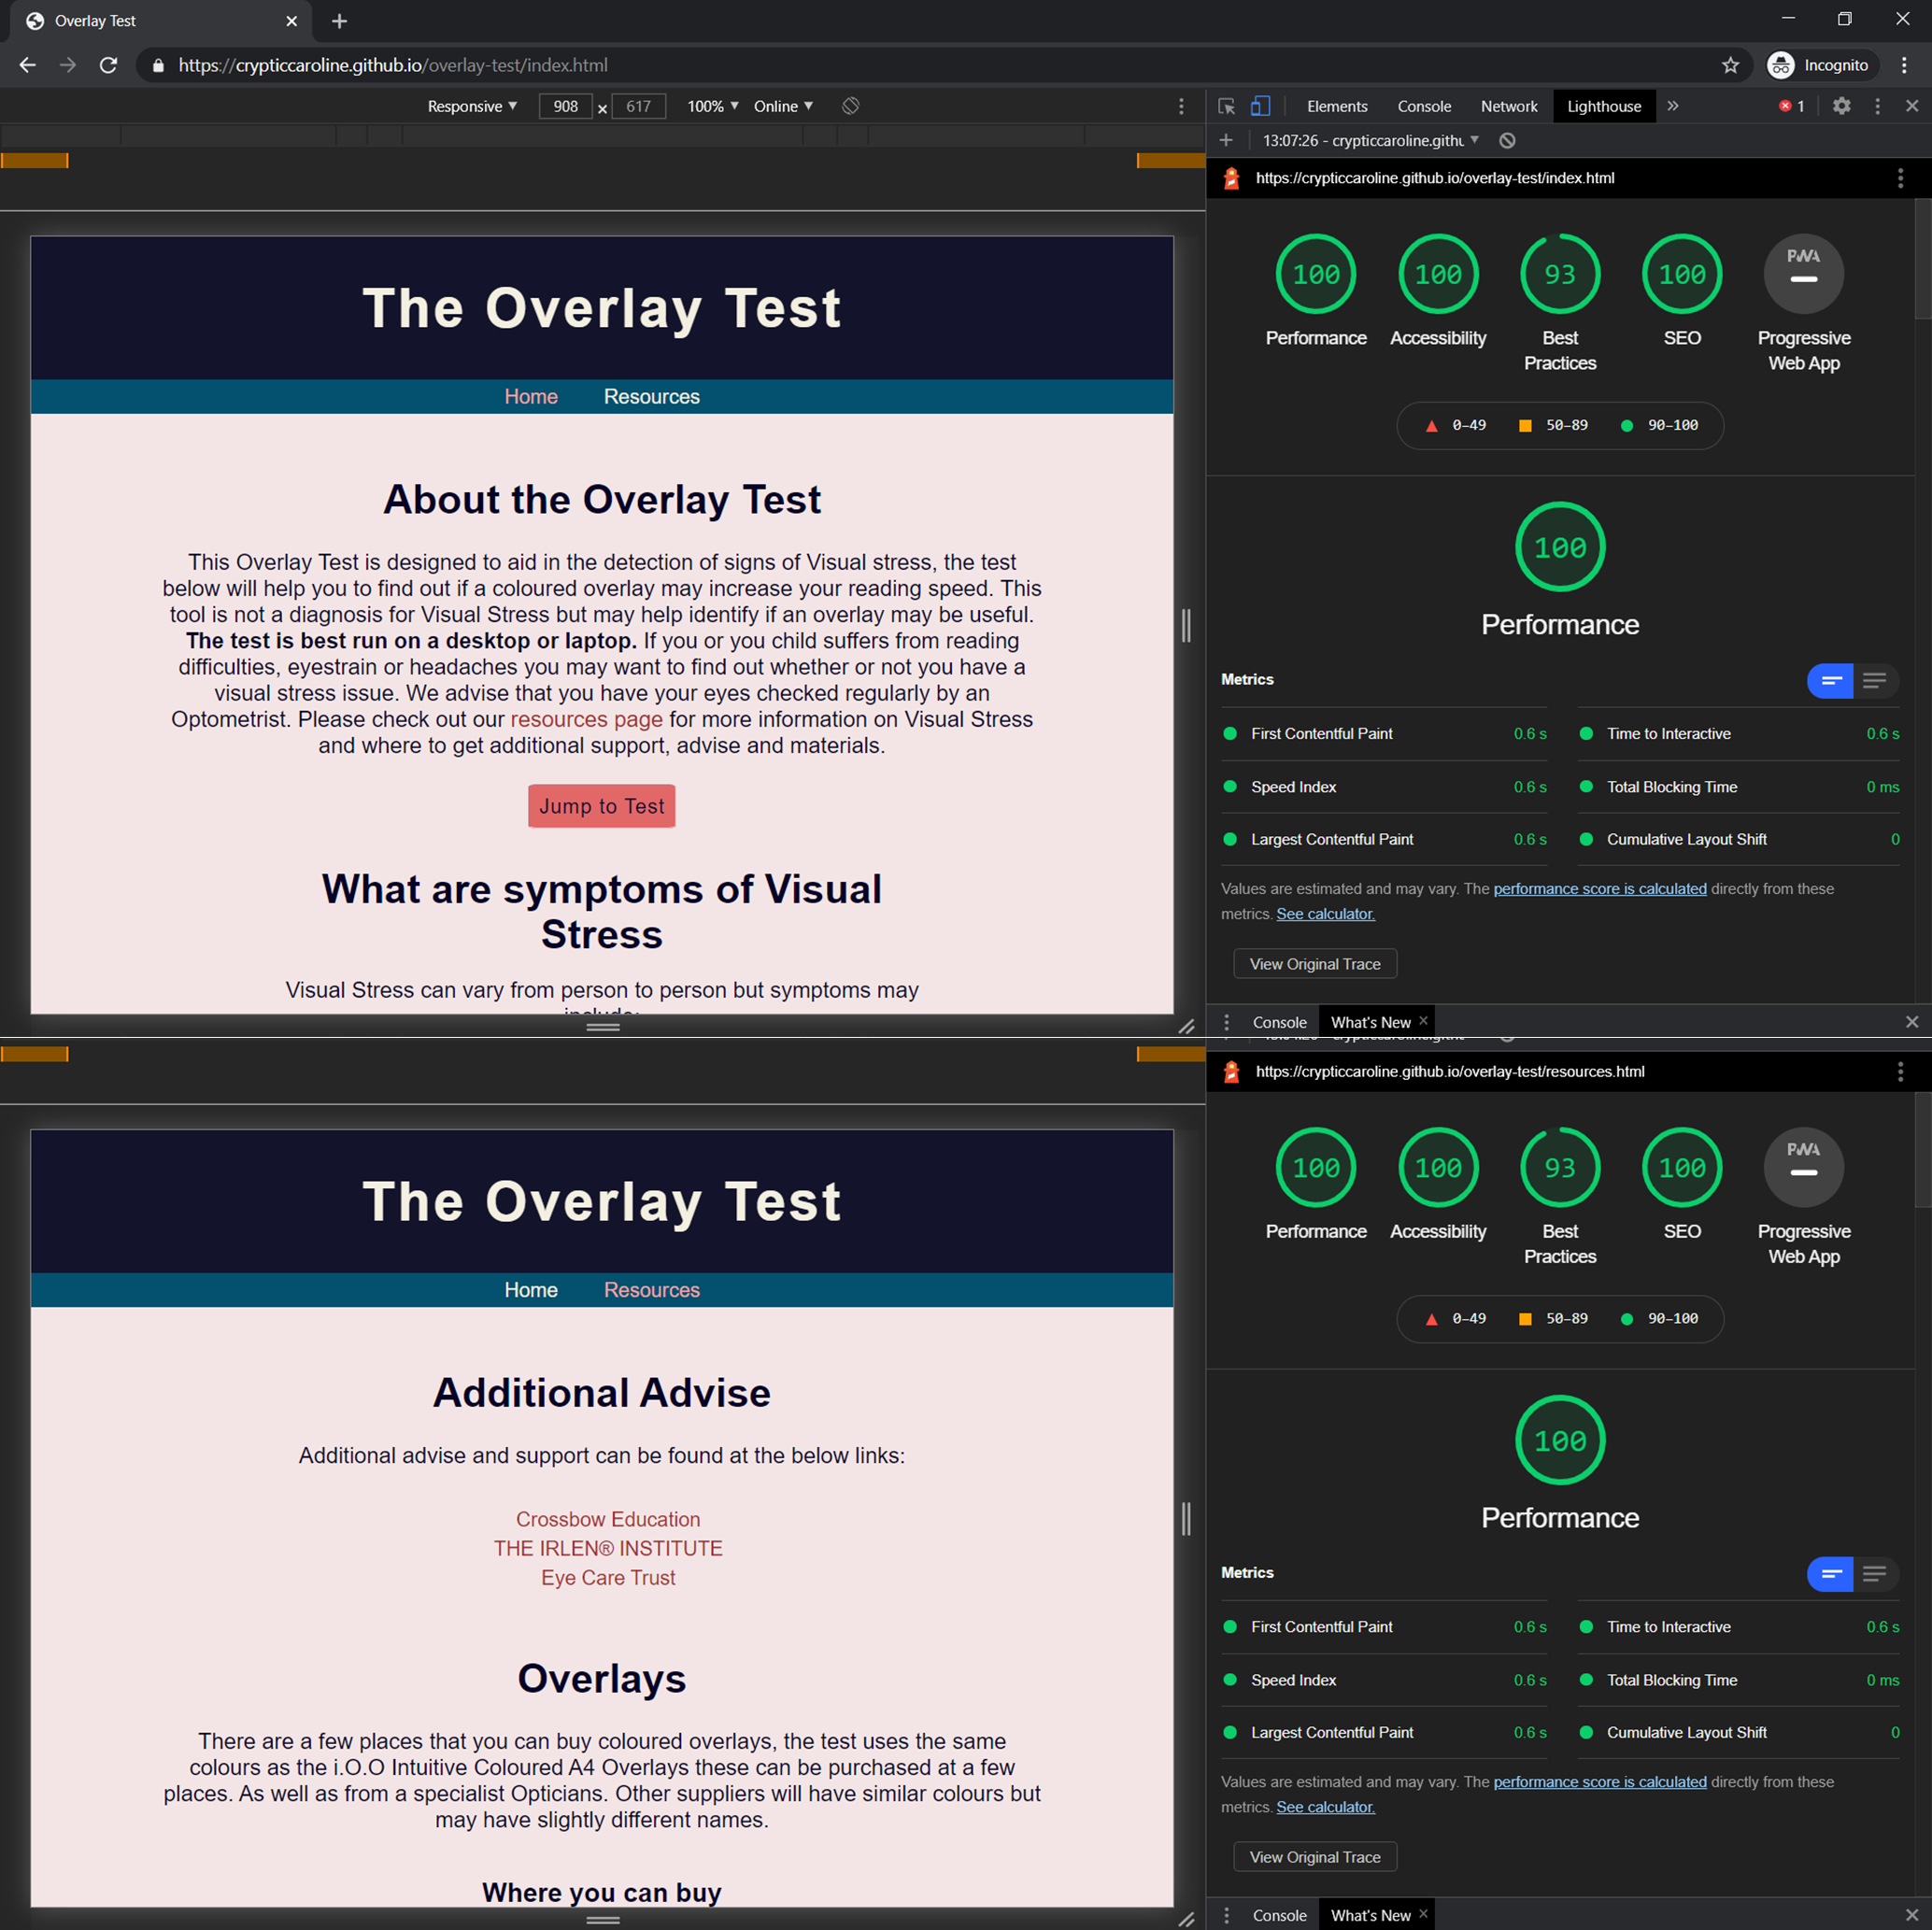 Overlay Test
https://crypticcaroline.github.io/overlay-test/index.html
Incognito
Responsive 908 x 617 100% Online
Elements Console Network Lighthouse 1
13:07:26 - crypticcaroline.githu
https://crypticcaroline.github.io/overlay-test/index.html
The Overlay Test
Home Resources
About the Overlay Test
This Overlay Test is designed to aid in the detection of signs of Visual stress, the test
below will help you to find out if a coloured overlay may increase your reading speed. This
tool is not a diagnosis for Visual Stress but may help identify if an overlay may be useful.
The test is best run on a desktop or laptop. If you or you child suffers from reading
difficulties, eyestrain or headaches you may want to find out whether or not you have a
visual stress issue. We advise that you have your eyes checked regularly by an
Optometrist. Please check out our resources page for more information on Visual Stress
and where to get additional support, advise and materials.
Jump to Test
What are symptoms of Visual
Stress
Visual Stress can vary from person to person but symptoms may
include:
100 100 93 100 PWA
Performance Accessibility Best SEO Progressive
Practices Web App
0–49 50–89 90–100
100
Performance
Metrics
First Contentful Paint 0.6 s Time to Interactive 0.6 s
Speed Index 0.6 s Total Blocking Time 0 ms
Largest Contentful Paint 0.6 s Cumulative Layout Shift 0
Values are estimated and may vary. The performance score is calculated directly from these
metrics. See calculator.
View Original Trace
Console What's New
https://crypticcaroline.github.io/overlay-test/resources.html
The Overlay Test
Home Resources
Additional Advise
Additional advise and support can be found at the below links:
Crossbow Education
THE IRLEN® INSTITUTE
Eye Care Trust
Overlays
There are a few places that you can buy coloured overlays, the test uses the same
colours as the i.O.O Intuitive Coloured A4 Overlays these can be purchased at a few
places. As well as from a specialist Opticians. Other suppliers will have similar colours but
may have slightly different names.
Where you can buy
100 100 93 100 PWA
Performance Accessibility Best SEO Progressive
Practices Web App
0–49 50–89 90–100
100
Performance
Metrics
First Contentful Paint 0.6 s Time to Interactive 0.6 s
Speed Index 0.6 s Total Blocking Time 0 ms
Largest Contentful Paint 0.6 s Cumulative Layout Shift 0
Values are estimated and may vary. The performance score is calculated directly from these
metrics. See calculator.
View Original Trace
Console What's New